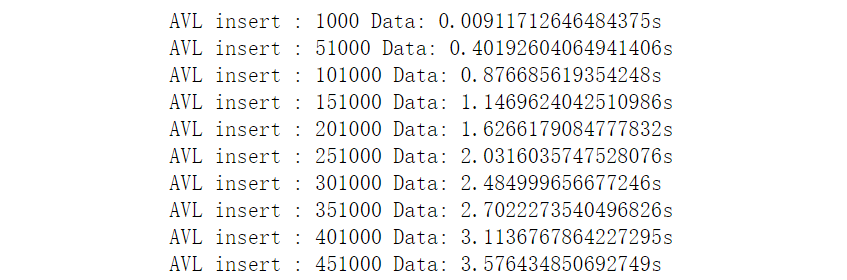 AVL insert : 1000 Data: 0.00911712646484375s
AVL insert : 51000 Data: 0.40192604064941406s
AVL insert : 101000 Data: 0.876685619354248s
AVL insert : 151000 Data: 1.1469624042510986s
AVL insert : 201000 Data: 1.6266179084777832s
AVL insert : 251000 Data: 2.0316035747528076s
AVL insert : 301000 Data: 2.484999656677246s
AVL insert : 351000 Data: 2.7022273540496826s
AVL insert : 401000 Data: 3.1136767864227295s
AVL insert : 451000 Data: 3.576434850692749s